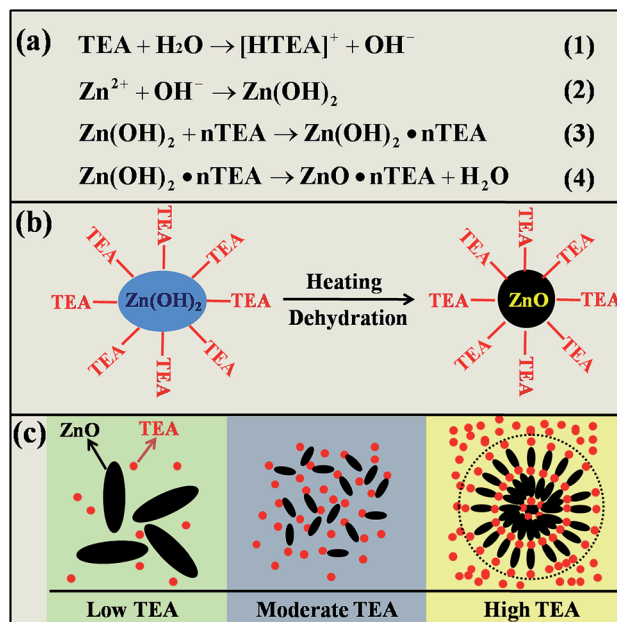 (a) TEA + H₂O → [HTEA]⁺ + OH⁻ (1)
Zn²⁺ + OH⁻ → Zn(OH)₂ (2)
Zn(OH)₂ + nTEA → Zn(OH)₂ • nTEA (3)
Zn(OH)₂ • nTEA → ZnO • nTEA + H₂O (4)
(b)
TEA
TEA
TEA
TEA
Zn(OH)₂
TEA
TEA
TEA
TEA
Heating
Dehydration
TEA
TEA
TEA
TEA
ZnO
TEA
TEA
TEA
TEA
(c)
ZnO
TEA
Low TEA
Moderate TEA
High TEA